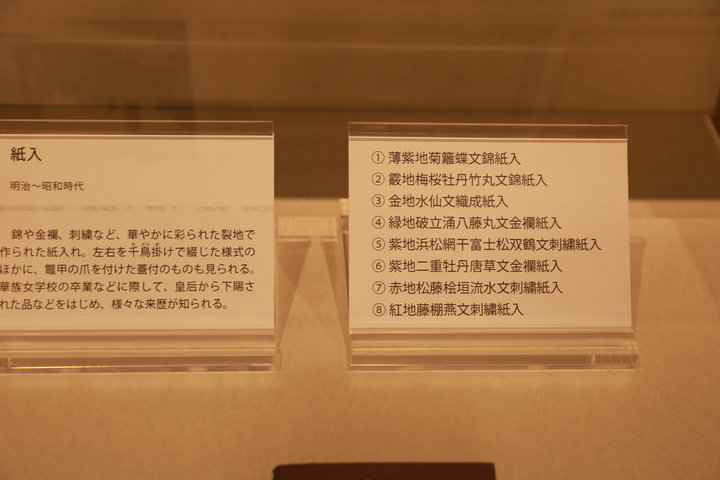 紙入
明治～昭和時代
錦や金襴、刺繍など、華やかに彩られた裂地で
作られた紙入れ。左右を千鳥掛けで綴じた様式の
ほかに、鼈甲の爪を付けた蓋付のものも見られる。
華族女学校の卒業などに際して、皇后から下賜さ
れた品などをはじめ、様々な来歴が知られる。
① 薄紫地菊籬蝶文錦紙入
② 霰地梅桜牡丹竹丸文錦紙入
③ 金地水仙文織成紙入
④ 緑地破立涌八藤丸文金襴紙入
⑤ 紫地浜松網干富士松双鶴文刺繍紙入
⑥ 紫地二重牡丹唐草文金襴紙入
⑦ 赤地松藤桧垣流水文刺繍紙入
⑧ 紅地藤棚燕文刺繍紙入